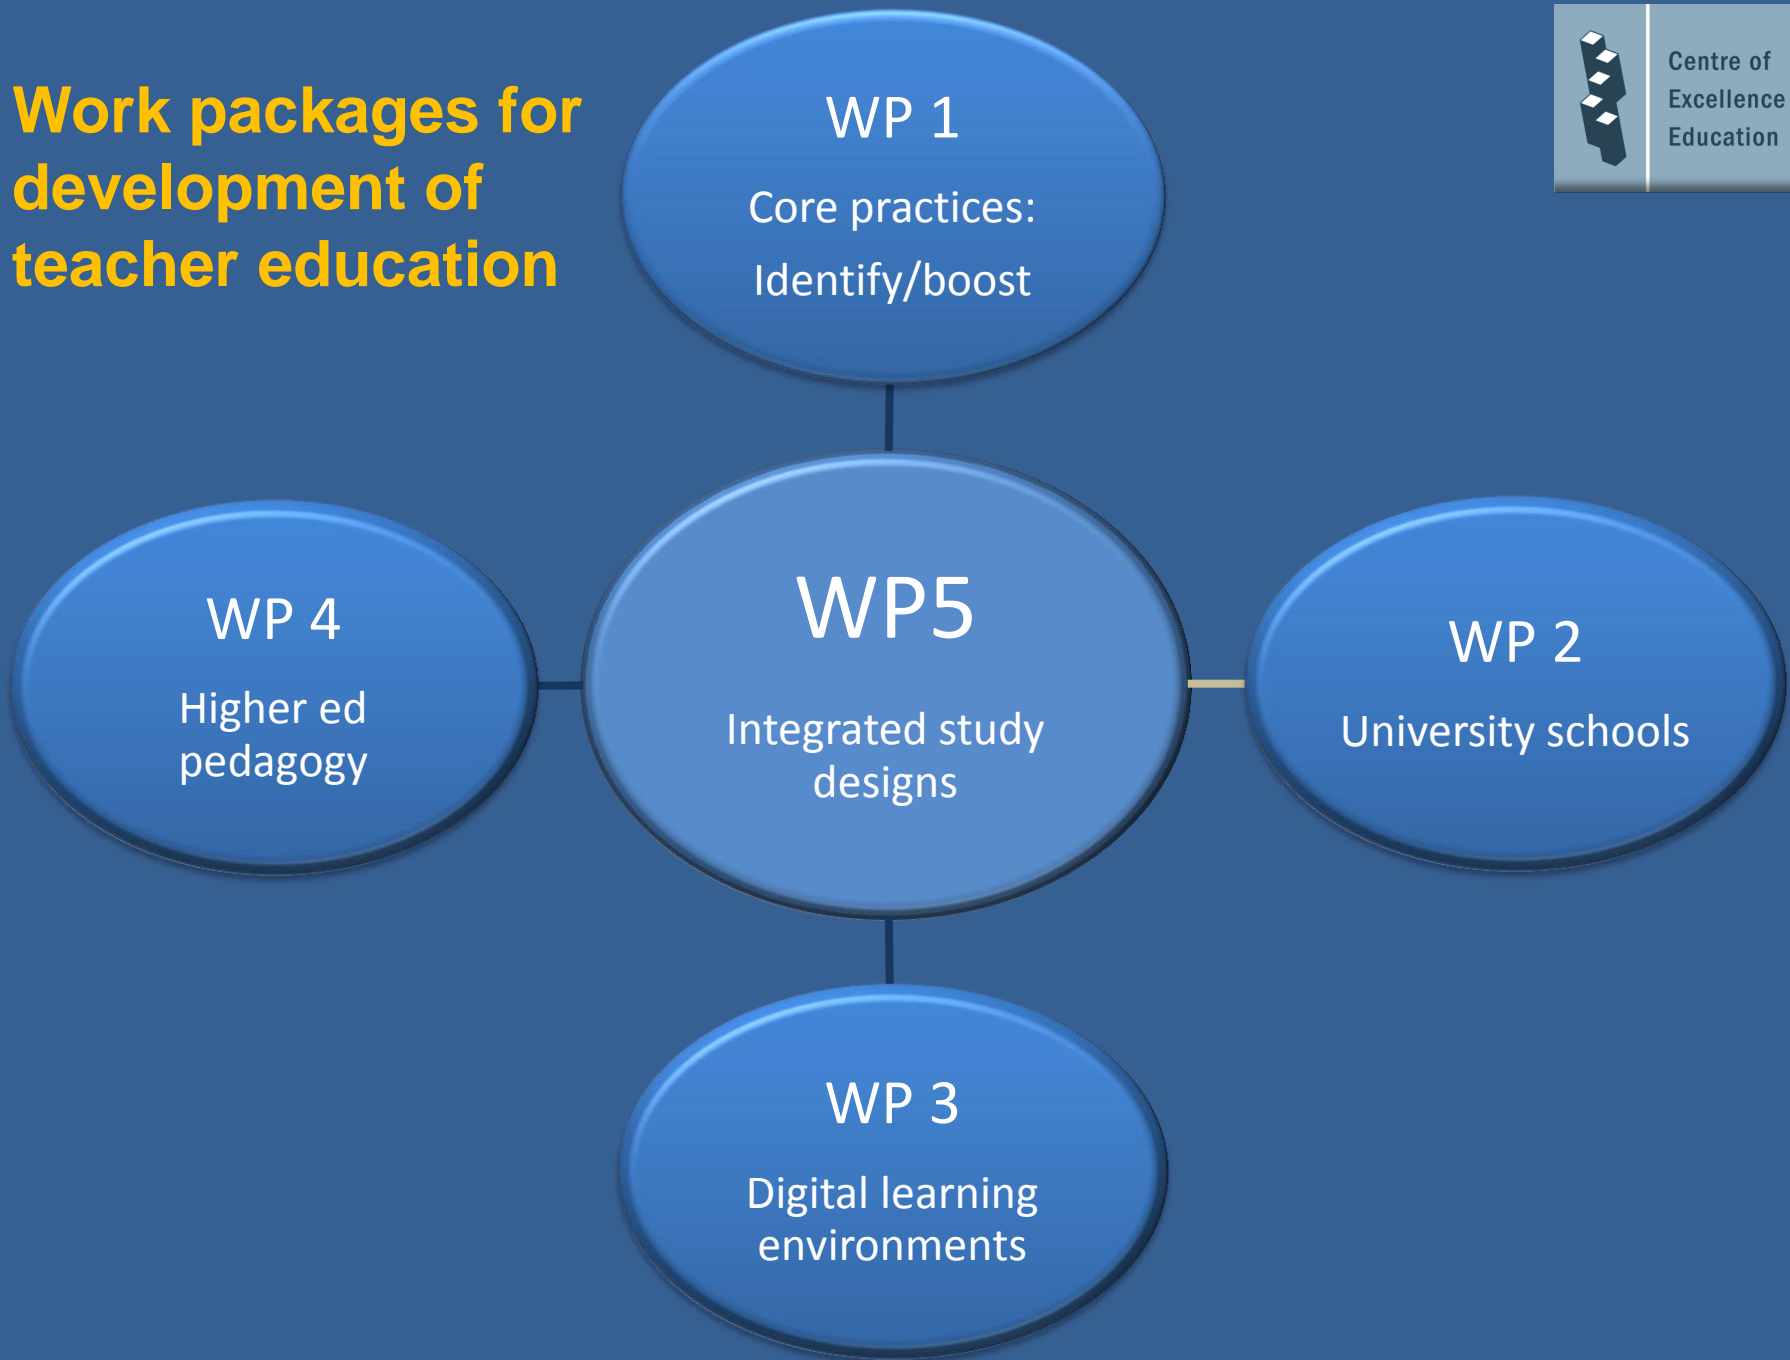 Work packages for
development of
teacher education
Centre of
Excellence
Education
WP 1
Core practices:
Identify/boost
WP 4
Higher ed
pedagogy
WP5
Integrated study
designs
WP 2
University schools
WP 3
Digital learning
environments